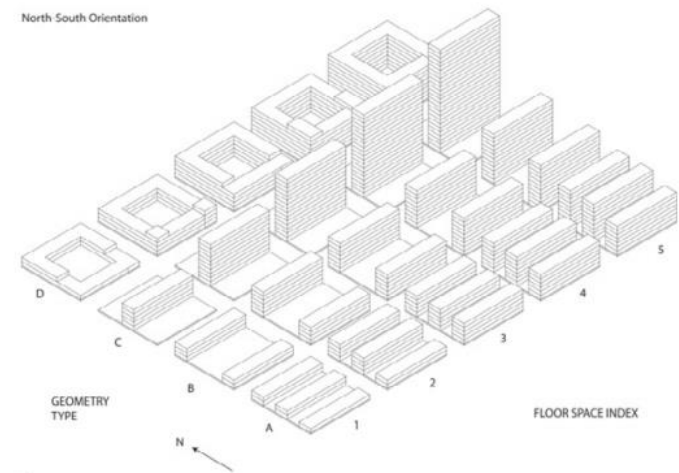 North-South Orientation
D
C
B
A
1
2
3
4
5
GEOMETRY
TYPE
FLOOR SPACE INDEX
N